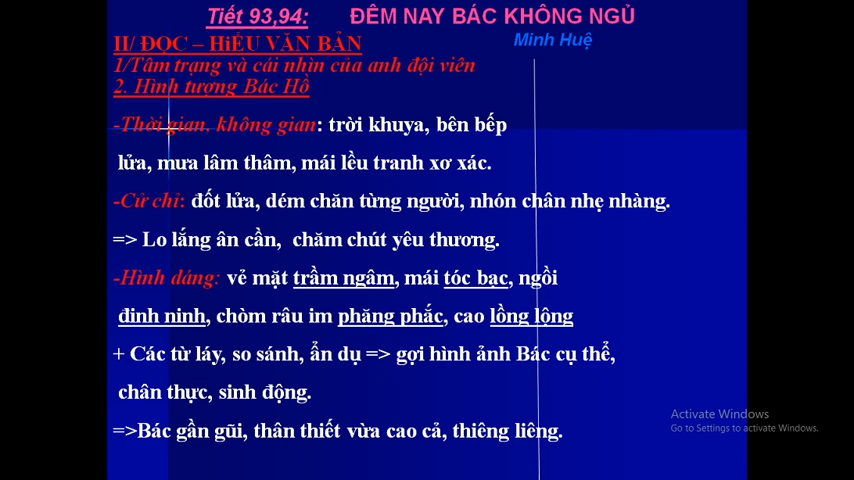 Tiết 93,94: ĐÊM NAY BÁC KHÔNG NGỦ
Minh Huệ
II/ ĐỌC – HiỂU VĂN BẢN
1/Tâm trạng và cái nhìn của anh đội viên
2. Hình tượng Bác Hồ
-Thời gian, không gian: trời khuya, bên bếp
lửa, mưa lâm thâm, mái lều tranh xơ xác.
-Cử chỉ: đốt lửa, dém chăn từng người, nhón chân nhẹ nhàng.
=> Lo lắng ân cần, chăm chút yêu thương.
-Hình dáng: vẻ mặt trầm ngâm, mái tóc bạc, ngồi
đinh ninh, chòm râu im phăng phắc, cao lồng lộng
+ Các từ láy, so sánh, ẩn dụ => gợi hình ảnh Bác cụ thể,
chân thực, sinh động.
=>Bác gần gũi, thân thiết vừa cao cả, thiêng liêng.
Activate Windows
Go to Settings to activate Windows.